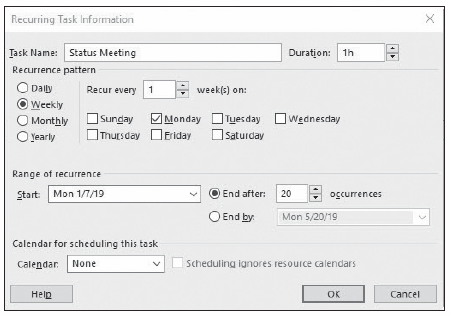 Recurring Task Information
Task Name: Status Meeting Duration: 1h
Recurrence pattern
Daily Recur every 1 week(s) on:
Weekly Sunday Monday Tuesday Wednesday
Monthly Thursday Friday Saturday
Yearly
Range of recurrence
Start: Mon 1/7/19 End after: 20 occurrences
End by: Mon 5/20/19
Calendar for scheduling this task
Calendar: None Scheduling ignores resource calendars
Help OK Cancel